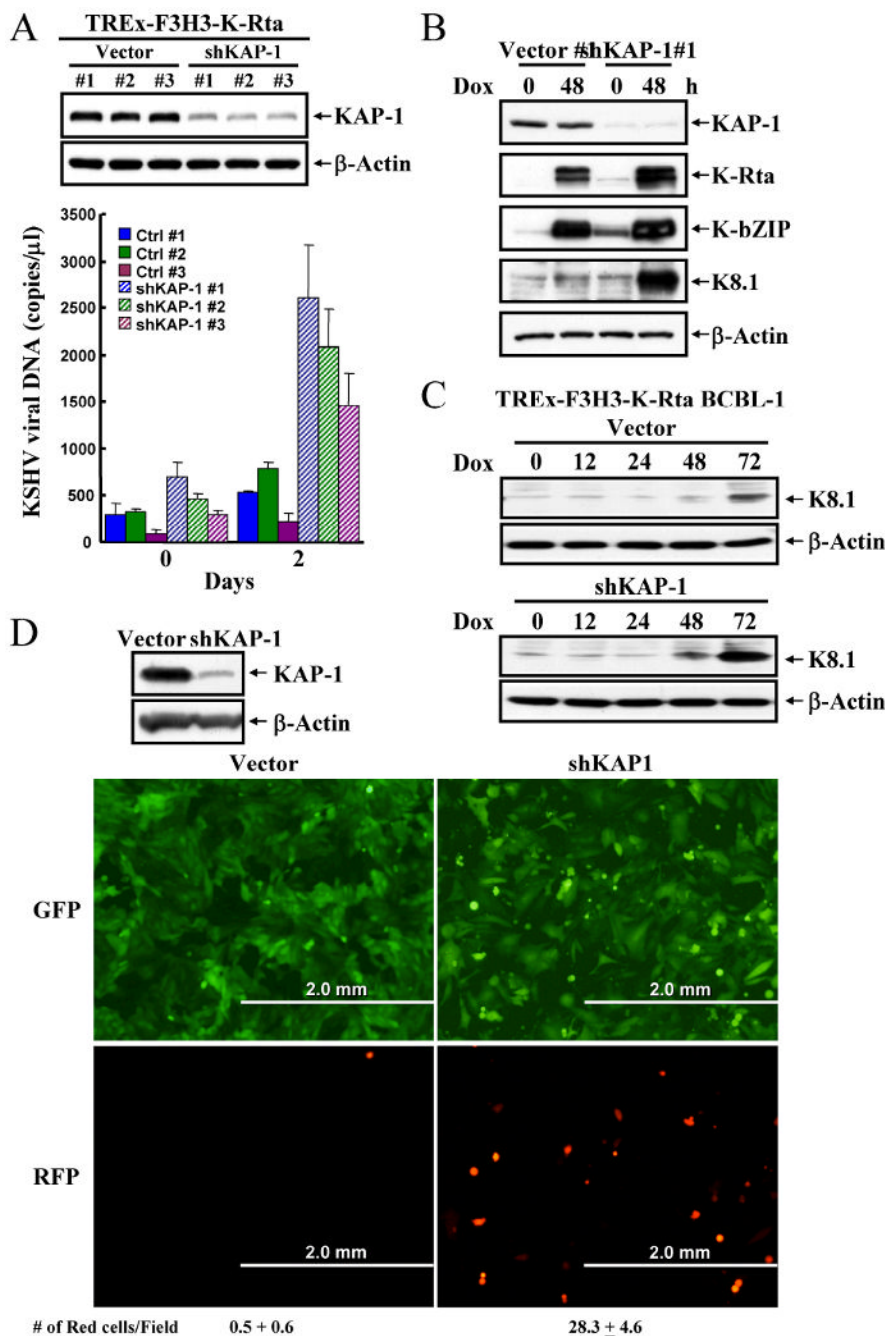 A
TREx-F3H3-K-Rta
Vector shKAP-1
#1 #2 #3 #1 #2 #3
KAP-1
β-Actin
3500
3000
2500
2000
1500
1000
500
0
KSHV viral DNA (copies/µl)
Ctrl #1
Ctrl #2
Ctrl #3
shKAP-1 #1
shKAP-1 #2
shKAP-1 #3
0 2
Days
B
Vector #1 shKAP-1#1
Dox 0 48 0 48 h
KAP-1
K-Rta
K-bZIP
K8.1
β-Actin
C
TREx-F3H3-K-Rta BCBL-1
Vector
Dox 0 12 24 48 72
K8.1
β-Actin
shKAP-1
Dox 0 12 24 48 72
K8.1
β-Actin
D
Vector shKAP-1
KAP-1
β-Actin
Vector shKAP1
GFP
2.0 mm 2.0 mm
RFP
2.0 mm 2.0 mm
# of Red cells/Field 0.5 + 0.6 28.3 ± 4.6